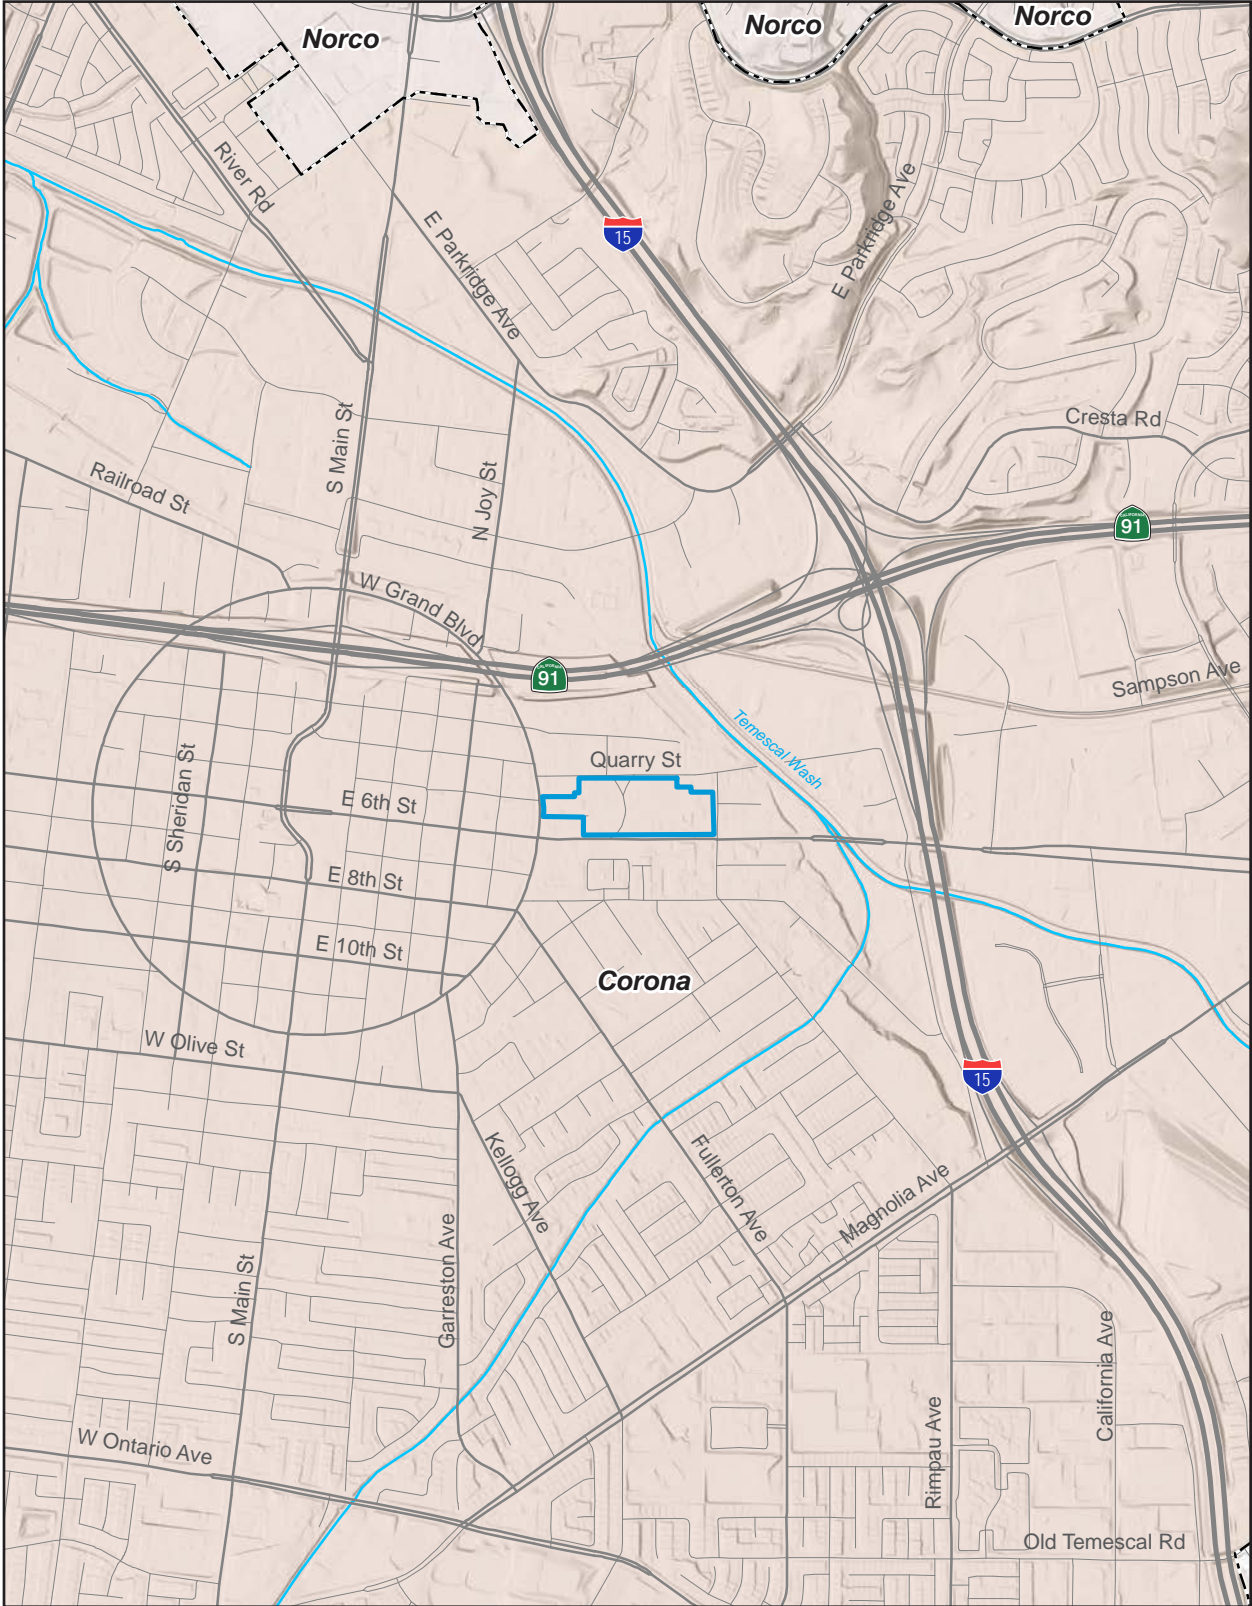 Norco
Norco
Norco
River Rd
E Parkridge Ave
E Parkridge Ave
15
Cresta Rd
S Main St
N Joy St
Railroad St
CALIFORNIA
91
W Grand Blvd
CALIFORNIA
91
Sampson Ave
Temescal Wash
Quarry St
S Sheridan St
E 6th St
E 8th St
E 10th St
Corona
W Olive St
15
Kellogg Ave
Fullerton Ave
Magnolia Ave
Garreston Ave
S Main St
California Ave
Rimpau Ave
W Ontario Ave
Old Temescal Rd